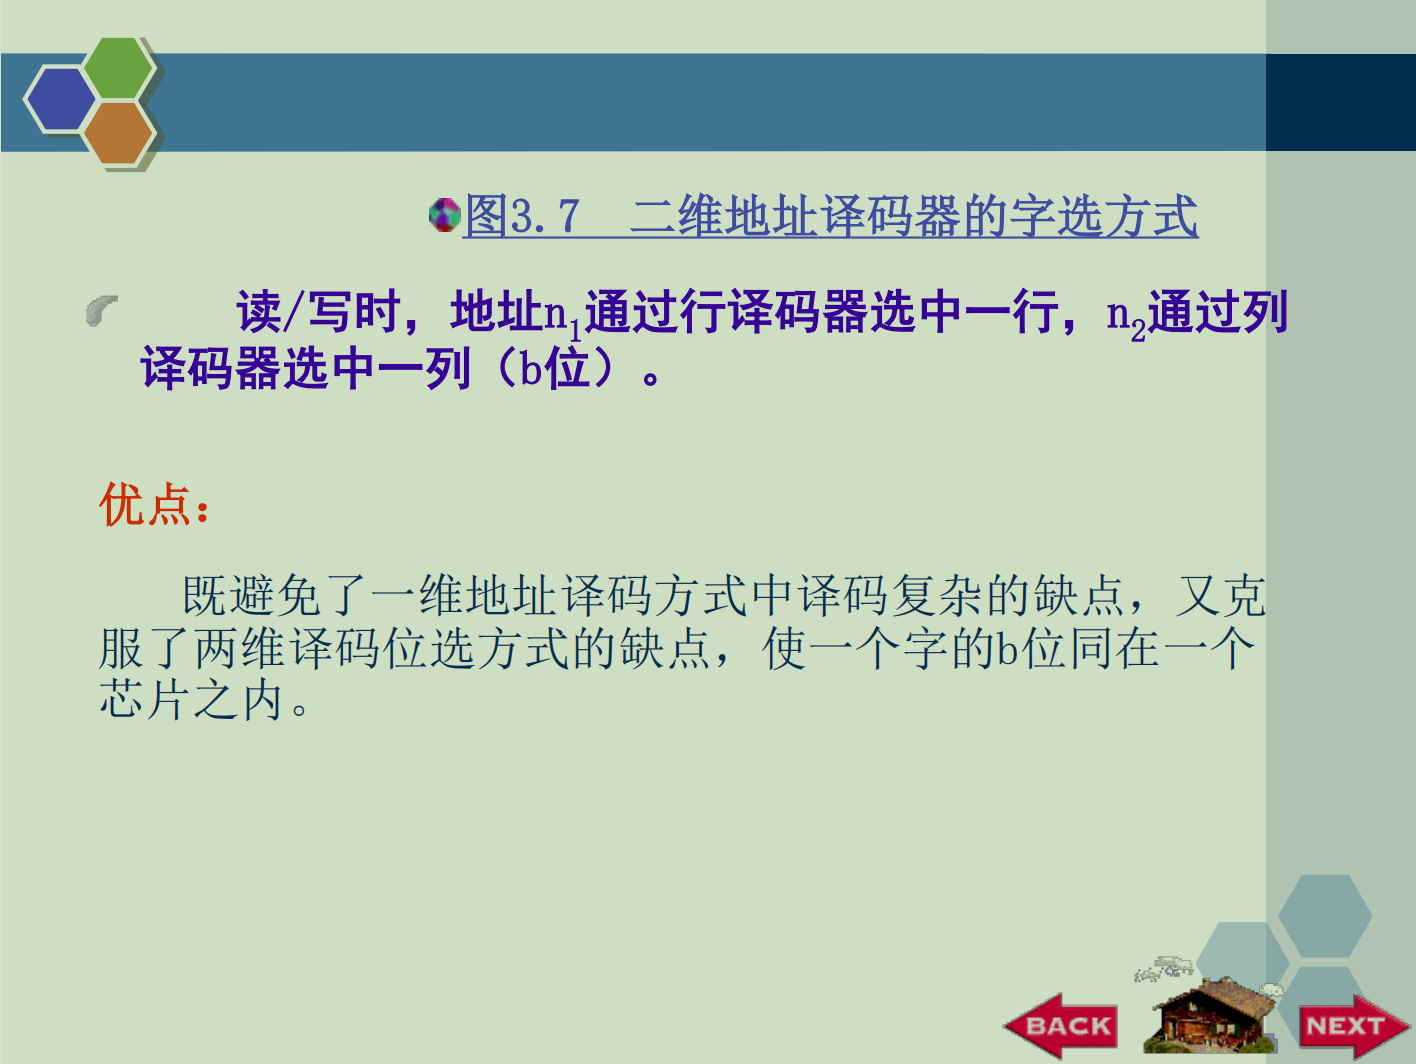 图3.7 二维地址译码器的字选方式
读/写时，地址n1通过行译码器选中一行，n2通过列
译码器选中一列（b位）。
优点：
既避免了一维地址译码方式中译码复杂的缺点，又克
服了两维译码位选方式的缺点，使一个字的b位同在一个
芯片之内。
BACK
NEXT